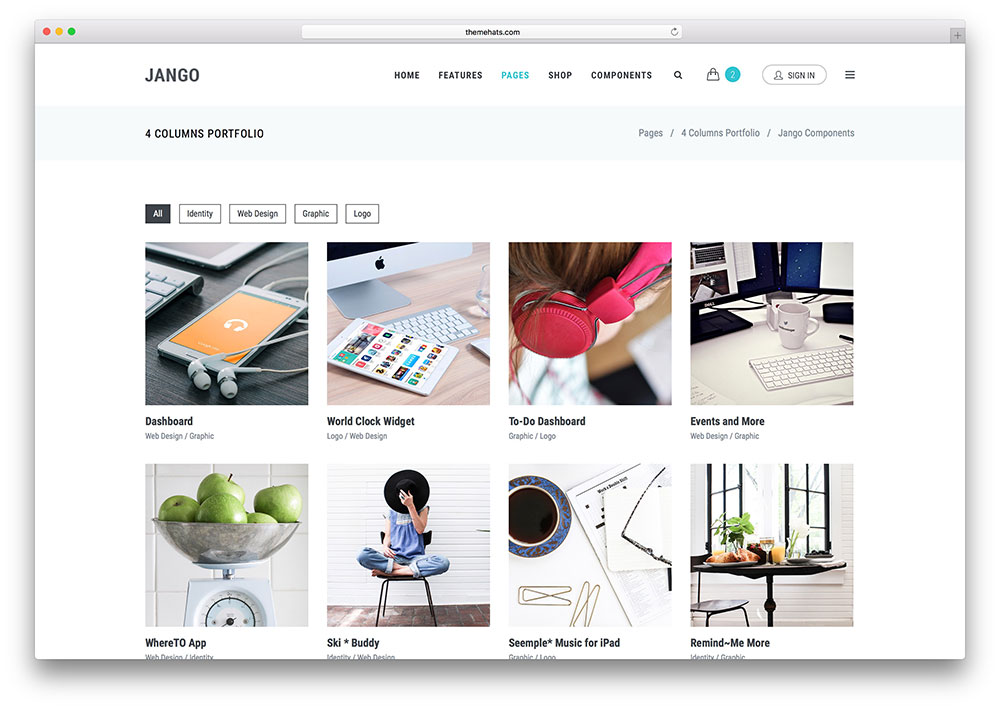 themehats.com
JANGO HOME FEATURES PAGES SHOP COMPONENTS 2 SIGN IN
4 COLUMNS PORTFOLIO Pages / 4 Columns Portfolio / Jango Components
All Identity Web Design Graphic Logo
Dashboard World Clock Widget To-Do Dashboard Events and More
Web Design / Graphic Logo / Web Design Graphic / Logo Web Design / Graphic
WhereTO App Ski * Buddy Seemple* Music for iPad Remind~Me More
Web Design / Identity Identity / Web Design Graphic / Logo Identity / Graphic